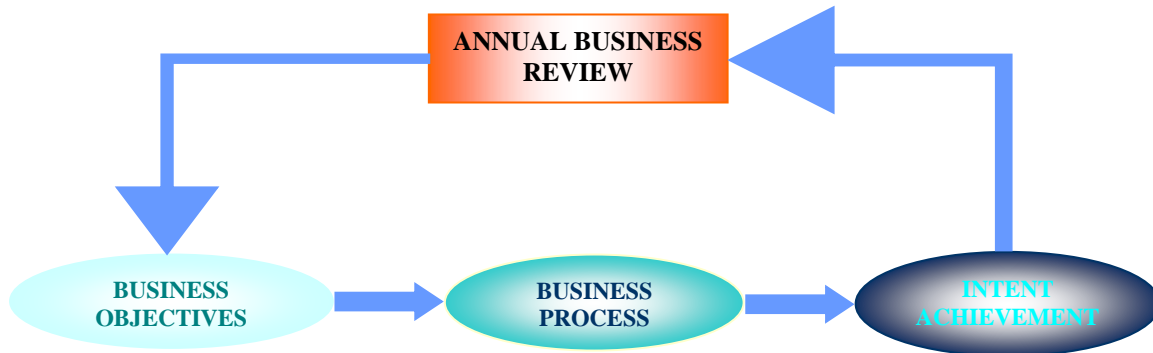 ANNUAL BUSINESS
REVIEW
BUSINESS
OBJECTIVES
BUSINESS
PROCESS
INTENT
ACHIEVEMENT